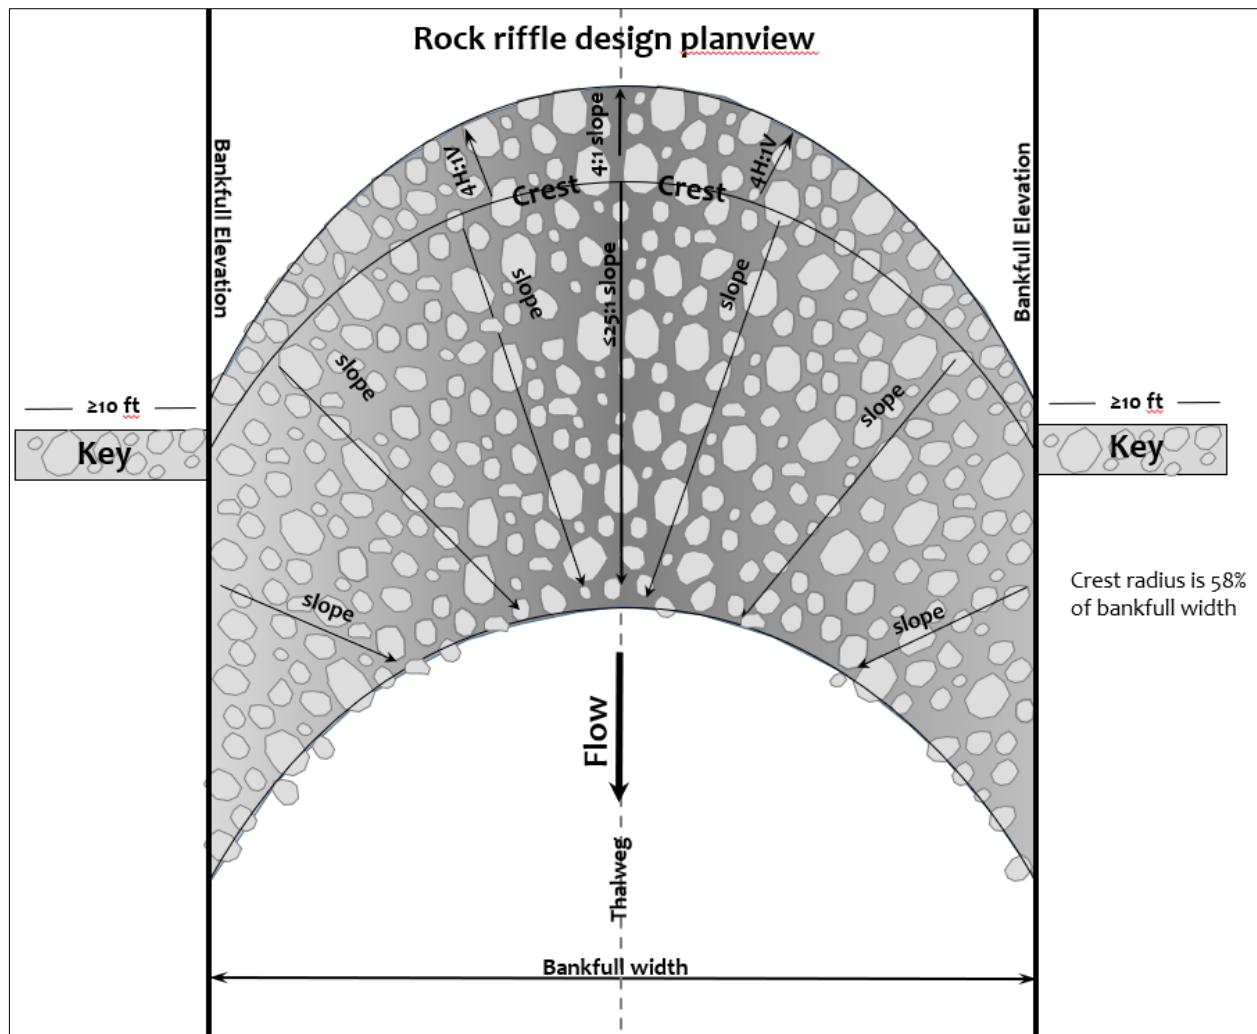 Rock riffle design planview
4:1 slope
4H:1V
4H:1V
Crest
Crest
Bankfull Elevation
Bankfull Elevation
≤25:1 slope
slope
slope
slope
slope
≥10 ft
≥10 ft
Key
Key
Crest radius is 58%
of bankfull width
slope
slope
Flow
Thalweg
Bankfull width